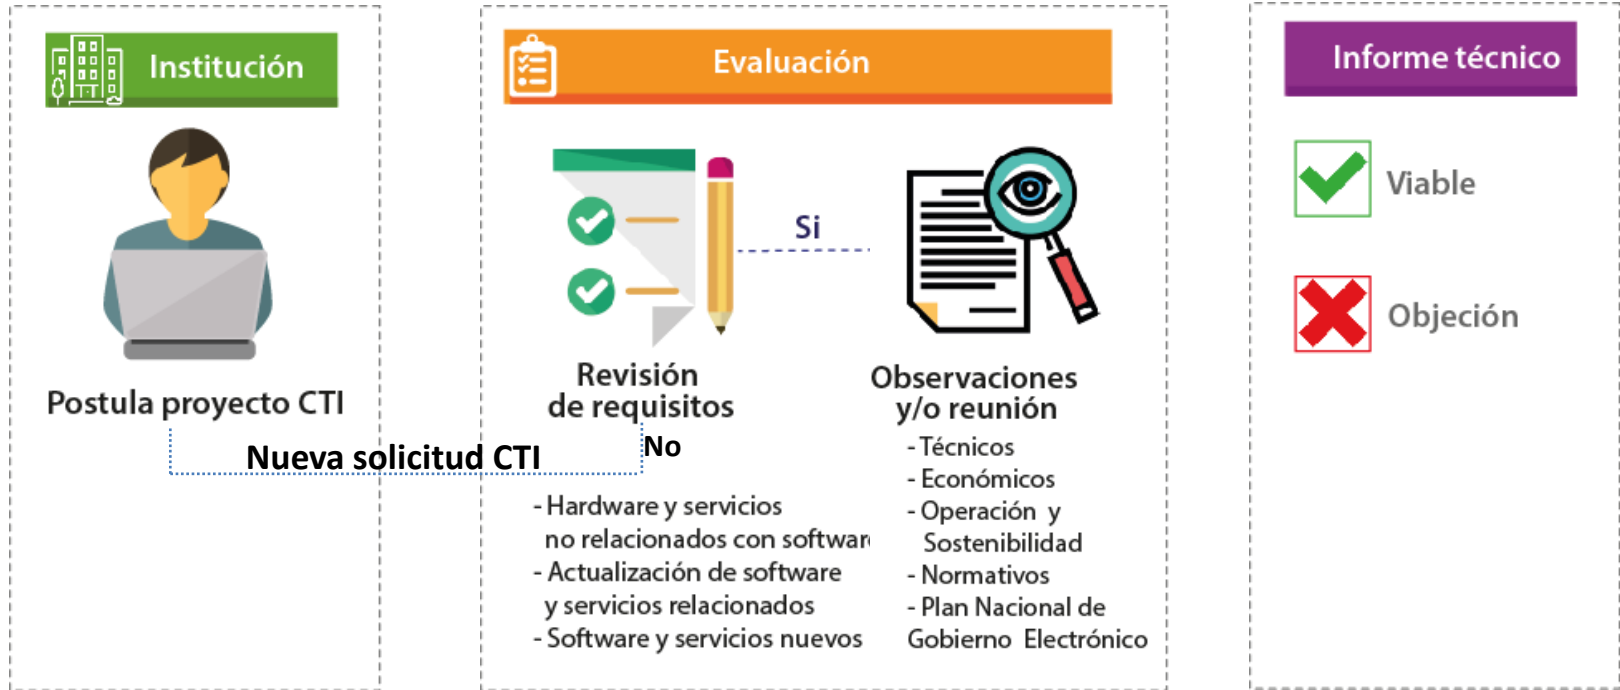 Institución
Postula proyecto CTI
Nueva solicitud CTI
Evaluación
Si
Revisión
de requisitos
No
- Hardware y servicios
no relacionados con softwar
- Actualización de software
y servicios relacionados
- Software y servicios nuevos
Observaciones
y/o reunión
- Técnicos
- Económicos
- Operación y
Sostenibilidad
- Normativos
- Plan Nacional de
Gobierno Electrónico
Informe técnico
Viable
Objeción